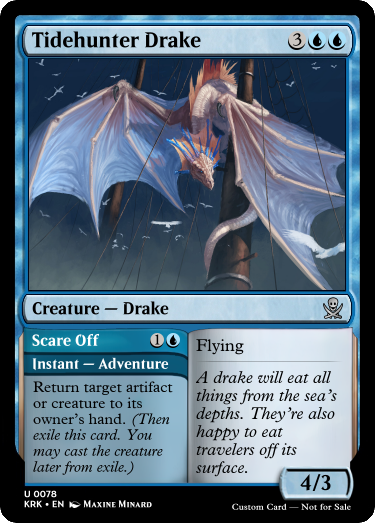 Tidehunter Drake 3
Creature — Drake
Scare Off 1
Instant — Adventure
Return target artifact
or creature to its
owner's hand. (Then
exile this card. You
may cast the creature
later from exile.)
Flying
A drake will eat all
things from the sea's
depths. They're also
happy to eat
travelers off its
surface.
4/3
U 0078
KRK • EN Maxine Minard
Custom Card — Not for Sale